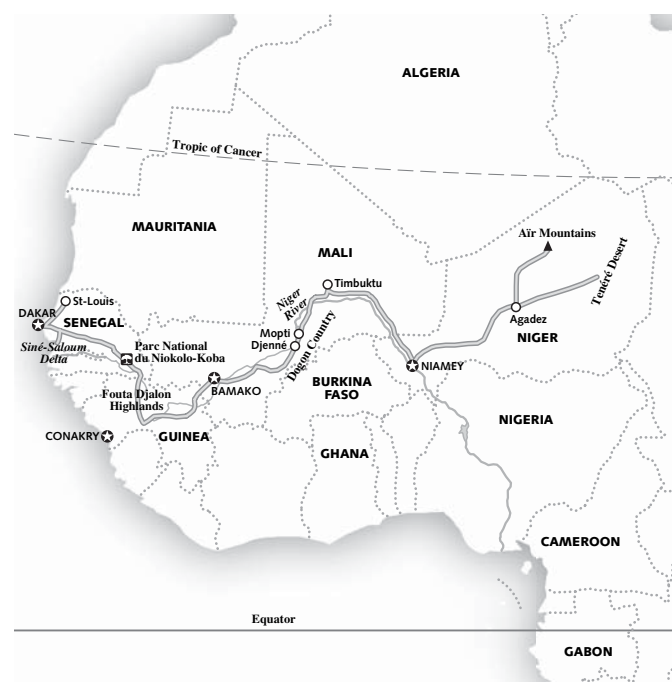 ALGERIA
Tropic of Cancer
MAURITANIA
Aïr Mountains
MALI
Tenéré Desert
Timbuktu
Niger
River
St-Louis
DAKAR
SENEGAL
Agadez
NIGER
Mopti
Djenné
Dogon Country
Siné-Saloum
Delta
Parc National
du Niokolo-Koba
NIAMEY
BURKINA
FASO
BAMAKO
Fouta Djalon
Highlands
NIGERIA
CONAKRY
GUINEA
GHANA
CAMEROON
Equator
GABON